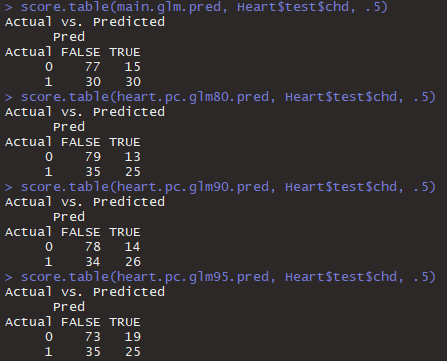 > score.table(main.glm.pred, Heart$test$chd, .5)
Actual vs. Predicted
      Pred
Actual FALSE TRUE
     0    77   15
     1    30   30
> score.table(heart.pc.glm80.pred, Heart$test$chd, .5)
Actual vs. Predicted
      Pred
Actual FALSE TRUE
     0    79   13
     1    35   25
> score.table(heart.pc.glm90.pred, Heart$test$chd, .5)
Actual vs. Predicted
      Pred
Actual FALSE TRUE
     0    78   14
     1    34   26
> score.table(heart.pc.glm95.pred, Heart$test$chd, .5)
Actual vs. Predicted
      Pred
Actual FALSE TRUE
     0    73   19
     1    35   25